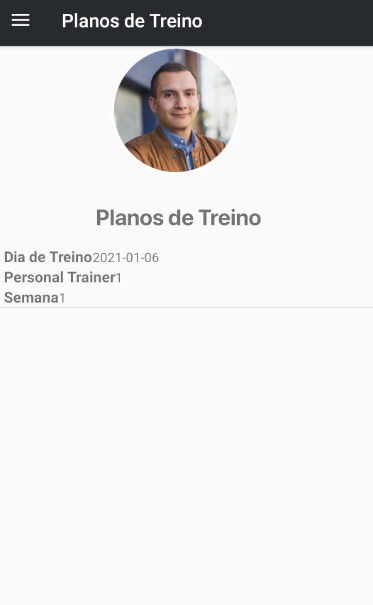 Planos de Treino
Planos de Treino
Dia de Treino2021-01-06
Personal Trainer1
Semana1